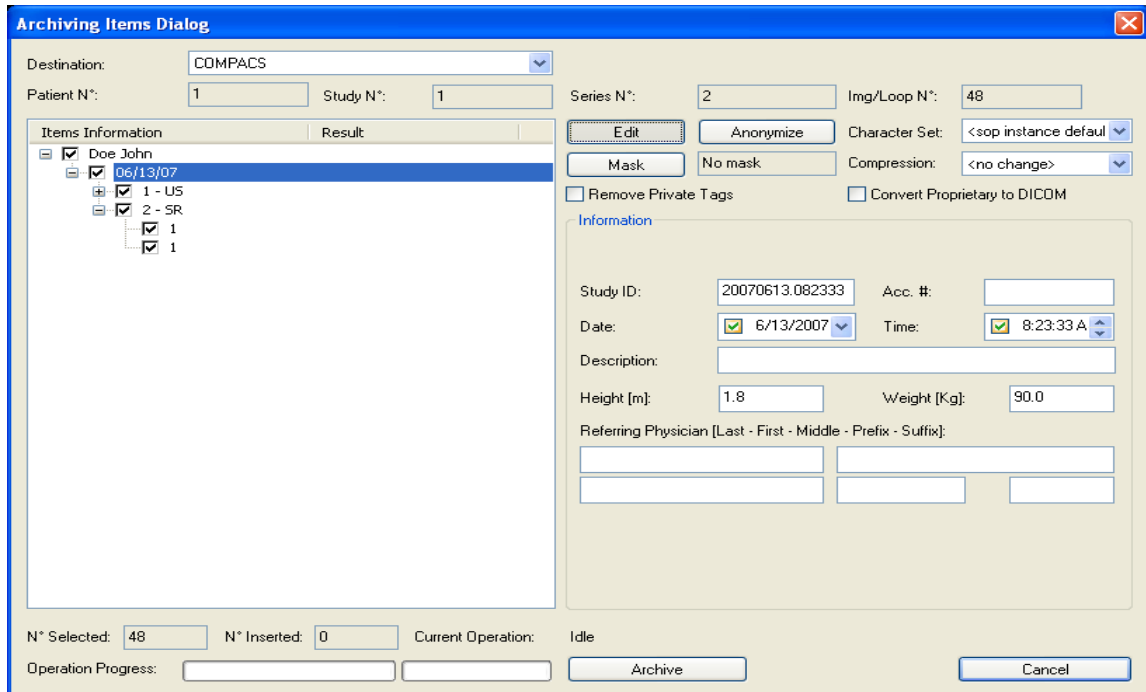 Archiving Items Dialog
Destination: COMPACS
Patient N°: 1 Study N°: 1 Series N°: 2 Img/Loop N°: 48
Items Information Result
Edit Anonymize Character Set: <sop instance defaul
Mask No mask Compression: <no change>
Remove Private Tags Convert Proprietary to DICOM
Doe John
06/13/07
1 - US
2 - SR
1
1
Information
Study ID: 20070613.082333 Acc. #:
Date: 6/13/2007 Time: 8:23:33 A
Description:
Height [m]: 1.8 Weight [Kg]: 90.0
Referring Physician [Last - First - Middle - Prefix - Suffix]:
N° Selected: 48 N° Inserted: 0 Current Operation: Idle
Operation Progress: Archive Cancel